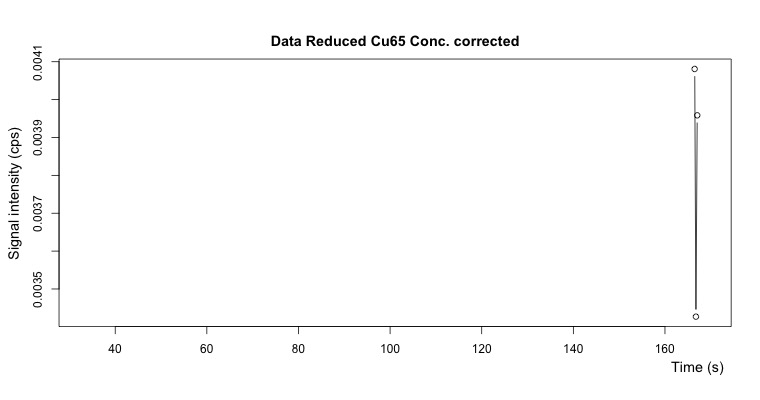 Data Reduced Cu65 Conc. corrected
Signal intensity (cps)
0.0041
0.0039
0.0037
0.0035
40 60 80 100 120 140 160
Time (s)